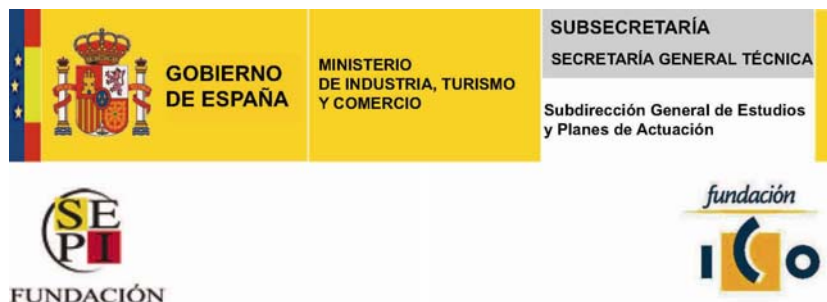 GOBIERNO
DE ESPAÑA
MINISTERIO
DE INDUSTRIA, TURISMO
Y COMERCIO
SUBSECRETARÍA
SECRETARÍA GENERAL TÉCNICA
Subdirección General de Estudios
y Planes de Actuación
SE
PI
FUNDACIÓN
fundación
ICO